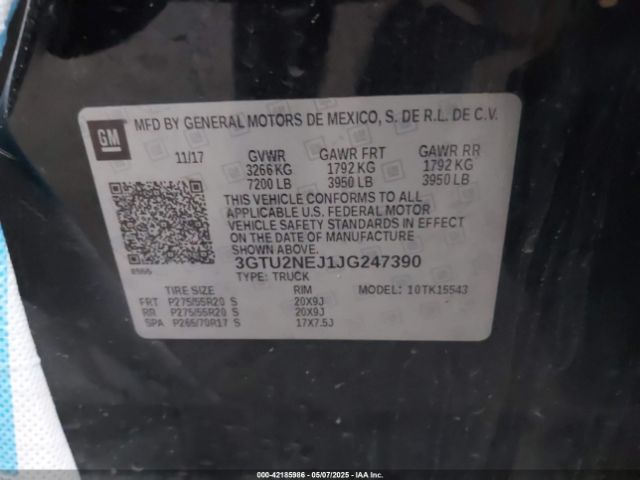 GM
MFD BY GENERAL MOTORS DE MEXICO, S. DE R.L. DE C.V.
11/17 GVWR GAWR FRT GAWR RR
3266 KG 1792 KG 1792 KG
7200 LB 3950 LB 3950 LB
THIS VEHICLE CONFORMS TO ALL
APPLICABLE U.S. FEDERAL MOTOR
VEHICLE SAFETY STANDARDS IN EFFECT
ON THE DATE OF MANUFACTURE
3GTU2NEJ1JG247390
TYPE: TRUCK
TIRE SIZE RIM MODEL: 10TK15543
FRT P275/55R20 S 20X9J
RR P275/55R20 S 20X9J
SPA P265/70R17 S 17X7.5J
000-42185986 - 05/07/2025 - IAA Inc.